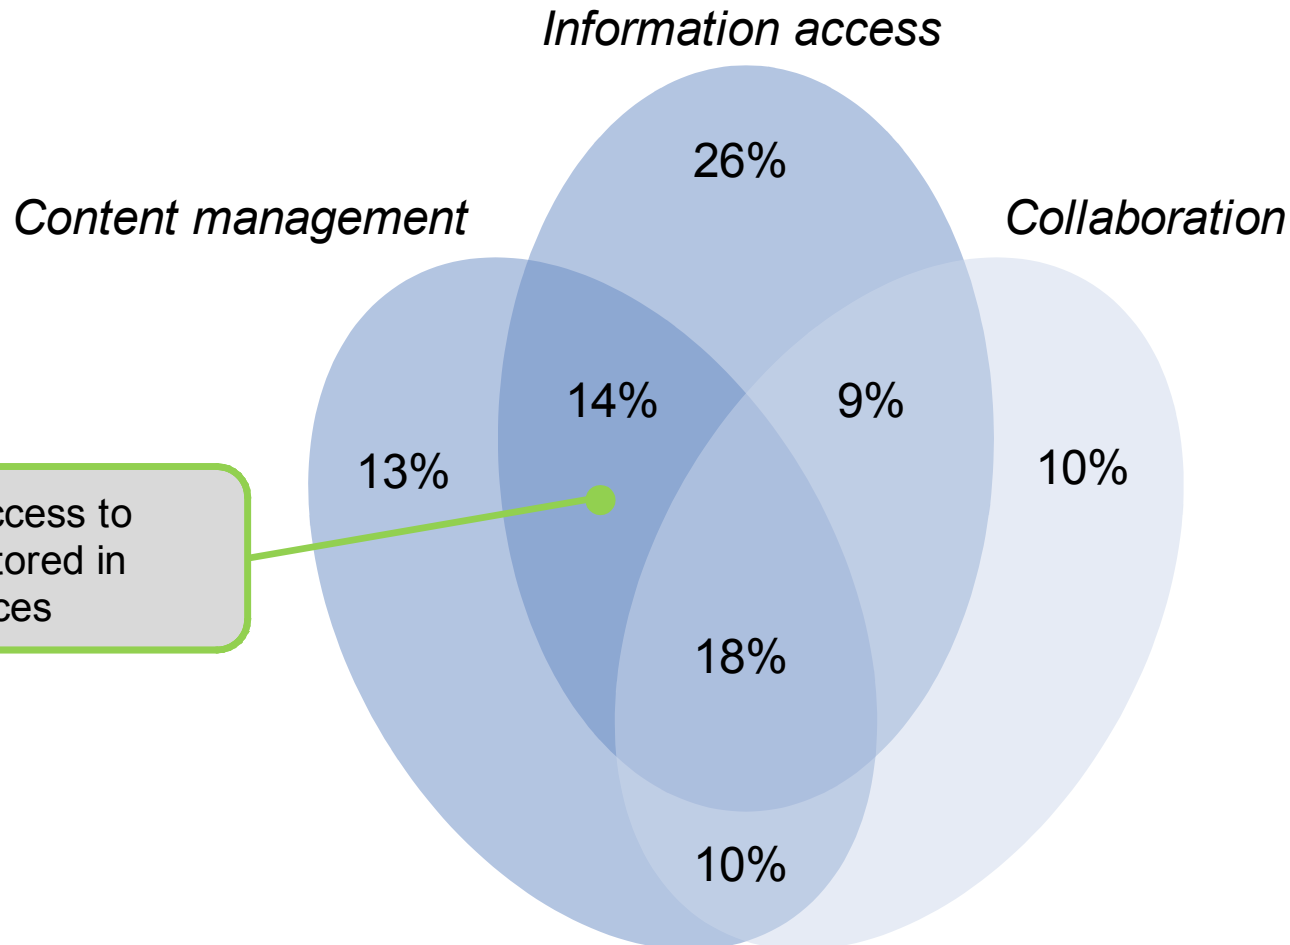 Information access
26%
Content management
Collaboration
14%
9%
13%
10%
ccess to
tored in
ces
18%
10%